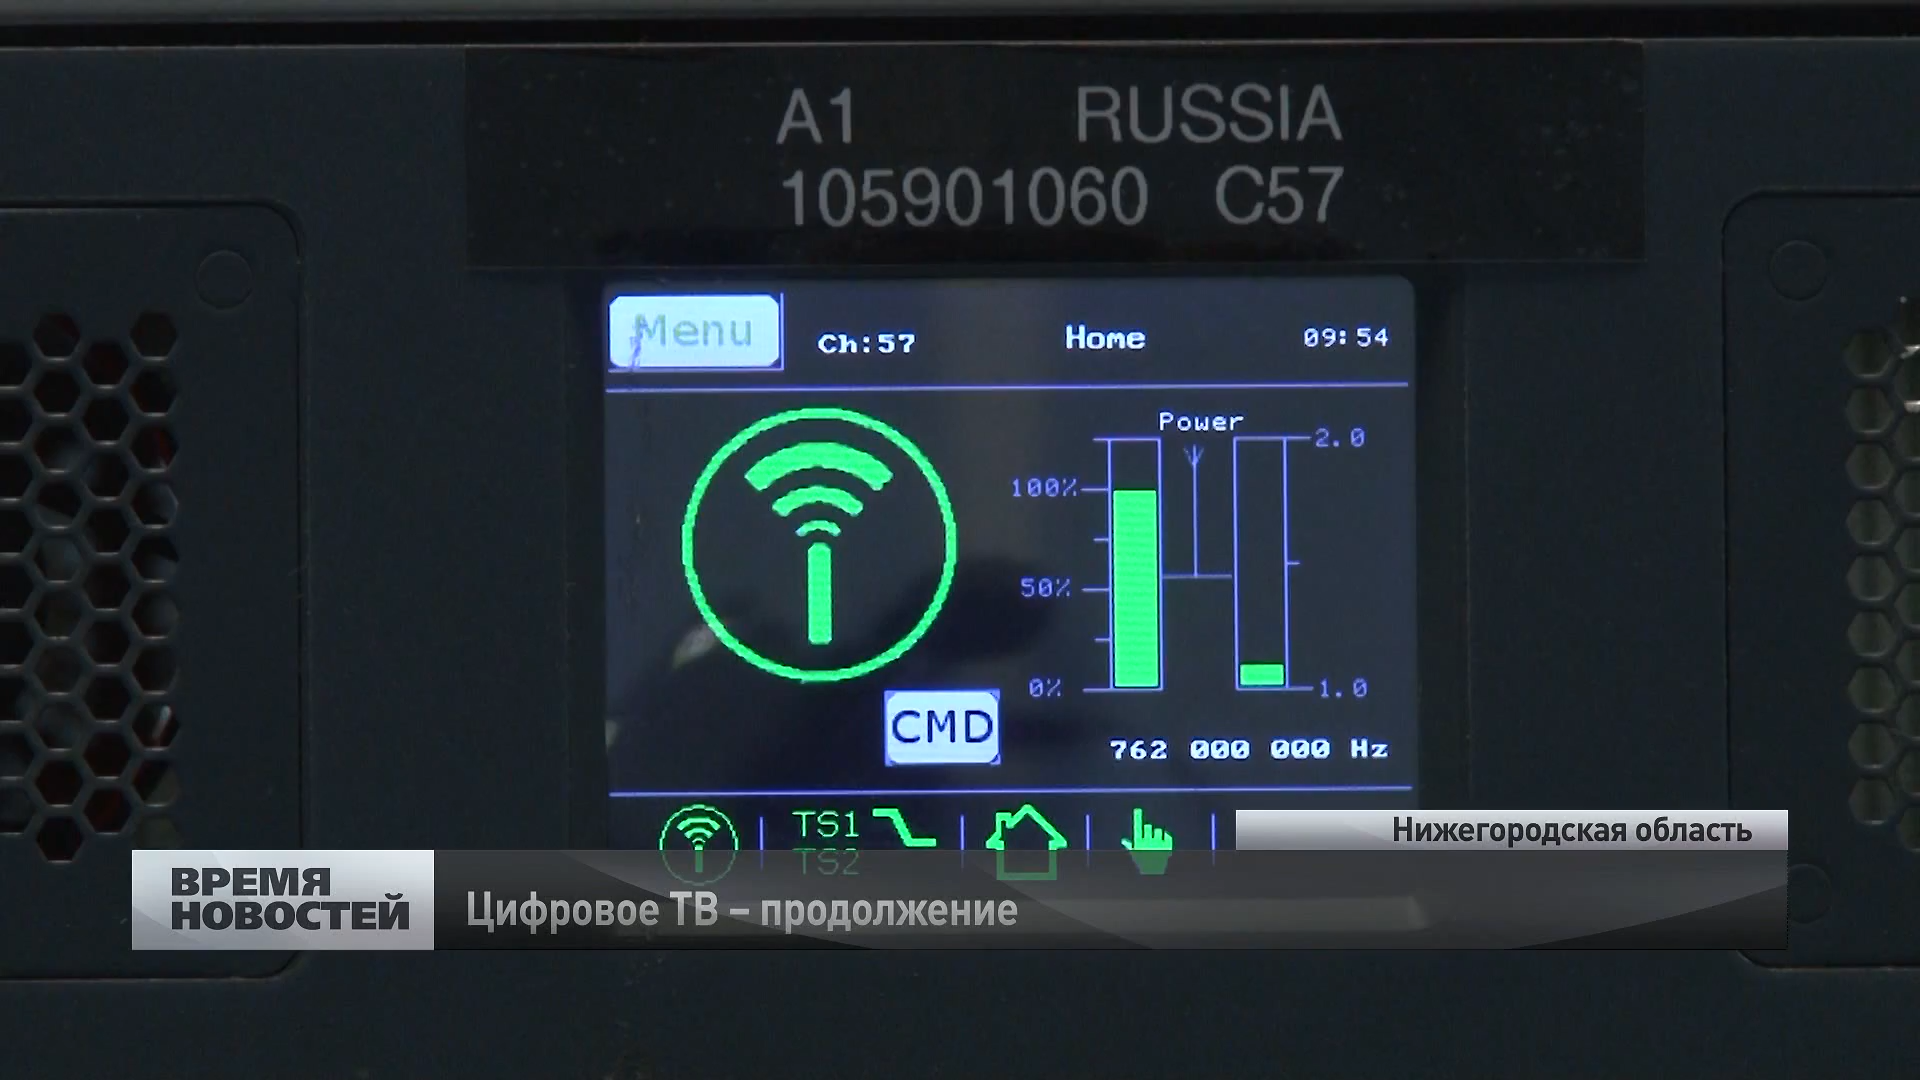 A1 RUSSIA
105901060 C57
Menu Ch:57 Home 09:54
Power
2.0
100%
50%
0%
1.0
CMD
762 000 000 Hz
TS1
TS2
Нижегородская область
ВРЕМЯ
НОВОСТЕЙ
Цифровое ТВ – продолжение